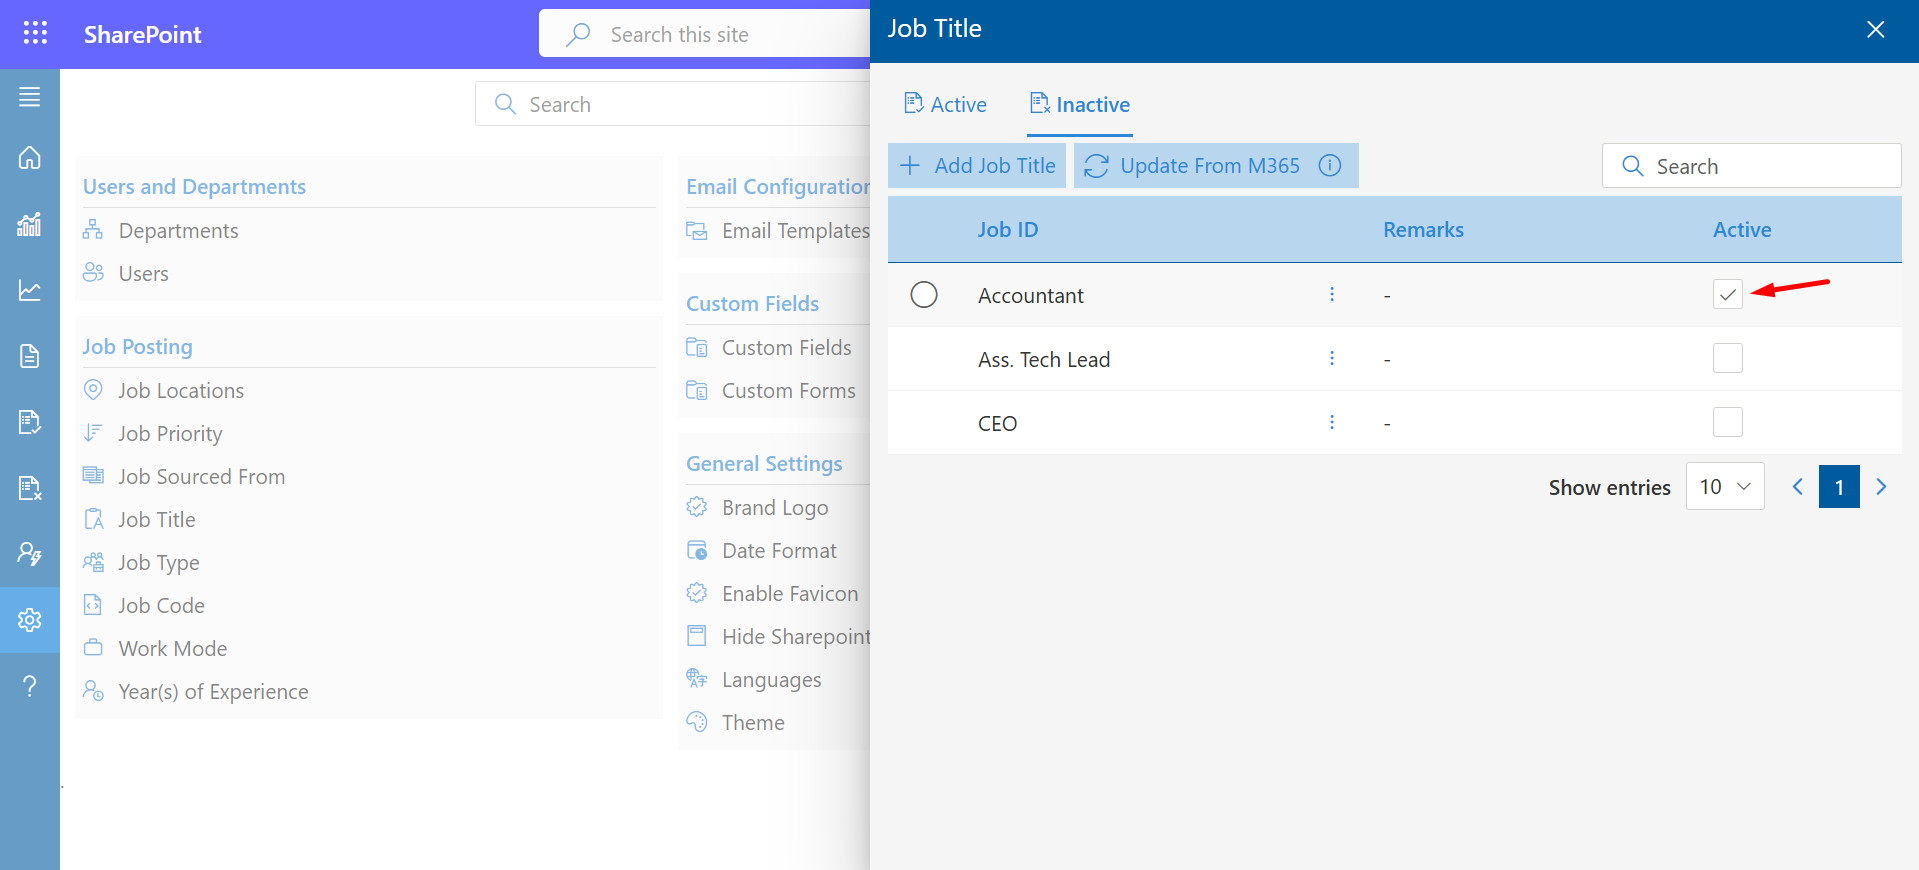 SharePoint
Search this site
Search
Users and Departments
Departments
Users
Job Posting
Job Locations
Job Priority
Job Sourced From
Job Title
Job Type
Job Code
Work Mode
Year(s) of Experience
Email Configuration
Email Templates
Custom Fields
Custom Fields
Custom Forms
General Settings
Brand Logo
Date Format
Enable Favicon
Hide Sharepoint
Languages
Theme
Job Title
Active Inactive
Add Job Title Update From M365
Search
Job ID Remarks Active
Accountant -
Ass. Tech Lead -
CEO -
Show entries 10 1